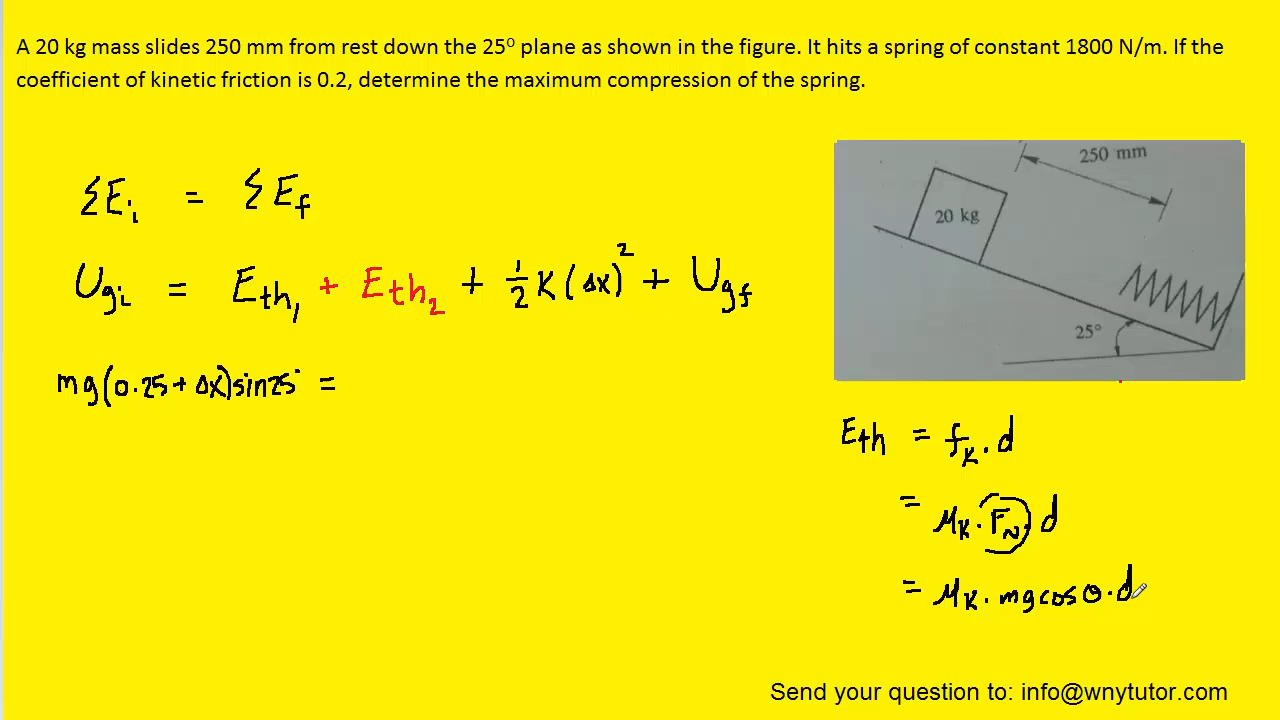 A 20 kg mass slides 250 mm from rest down the 25⁰ plane as shown in the figure. It hits a spring of constant 1800 N/m. If the
coefficient of kinetic friction is 0.2, determine the maximum compression of the spring.
ΣEi = ΣEf
Ugi = Eth1 + Eth2 + 1/2 K (Δx)² + Ugf
mg(0.25 + Δx)sin25° =
250 mm
20 kg
25°
Eth = fK · d
= μK · FN · d
= μK · mg cos θ · d
Send your question to: info@wnytutor.com